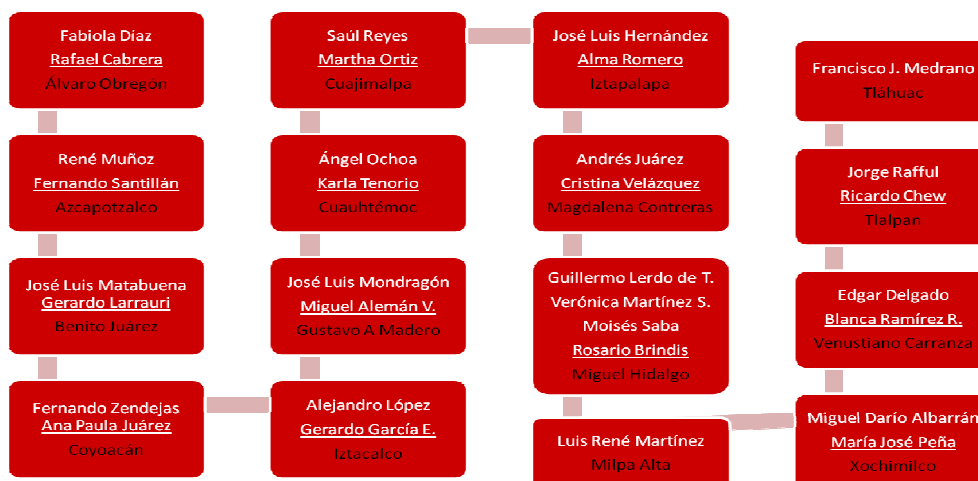 Fabiola Díaz
Rafael Cabrera
Álvaro Obregón
René Muñoz
Fernando Santillán
Azcapotzalco
José Luis Matabuena
Gerardo Larrauri
Benito Juárez
Fernando Zendejas
Ana Paula Juárez
Coyoacán
Alejandro López
Gerardo García E.
Iztacalco
José Luis Mondragón
Miguel Alemán V.
Gustavo A Madero
Ángel Ochoa
Karla Tenorio
Cuauhtémoc
Saúl Reyes
Martha Ortiz
Cuajimalpa
José Luis Hernández
Alma Romero
Iztapalapa
Andrés Juárez
Cristina Velázquez
Magdalena Contreras
Guillermo Lerdo de T.
Verónica Martínez S.
Moisés Saba
Rosario Brindis
Miguel Hidalgo
Luis René Martínez
Milpa Alta
Miguel Darío Albarrán
María José Peña
Xochimilco
Edgar Delgado
Blanca Ramírez R.
Venustiano Carranza
Jorge Rafful
Ricardo Chew
Tlalpan
Francisco J. Medrano
Tláhuac